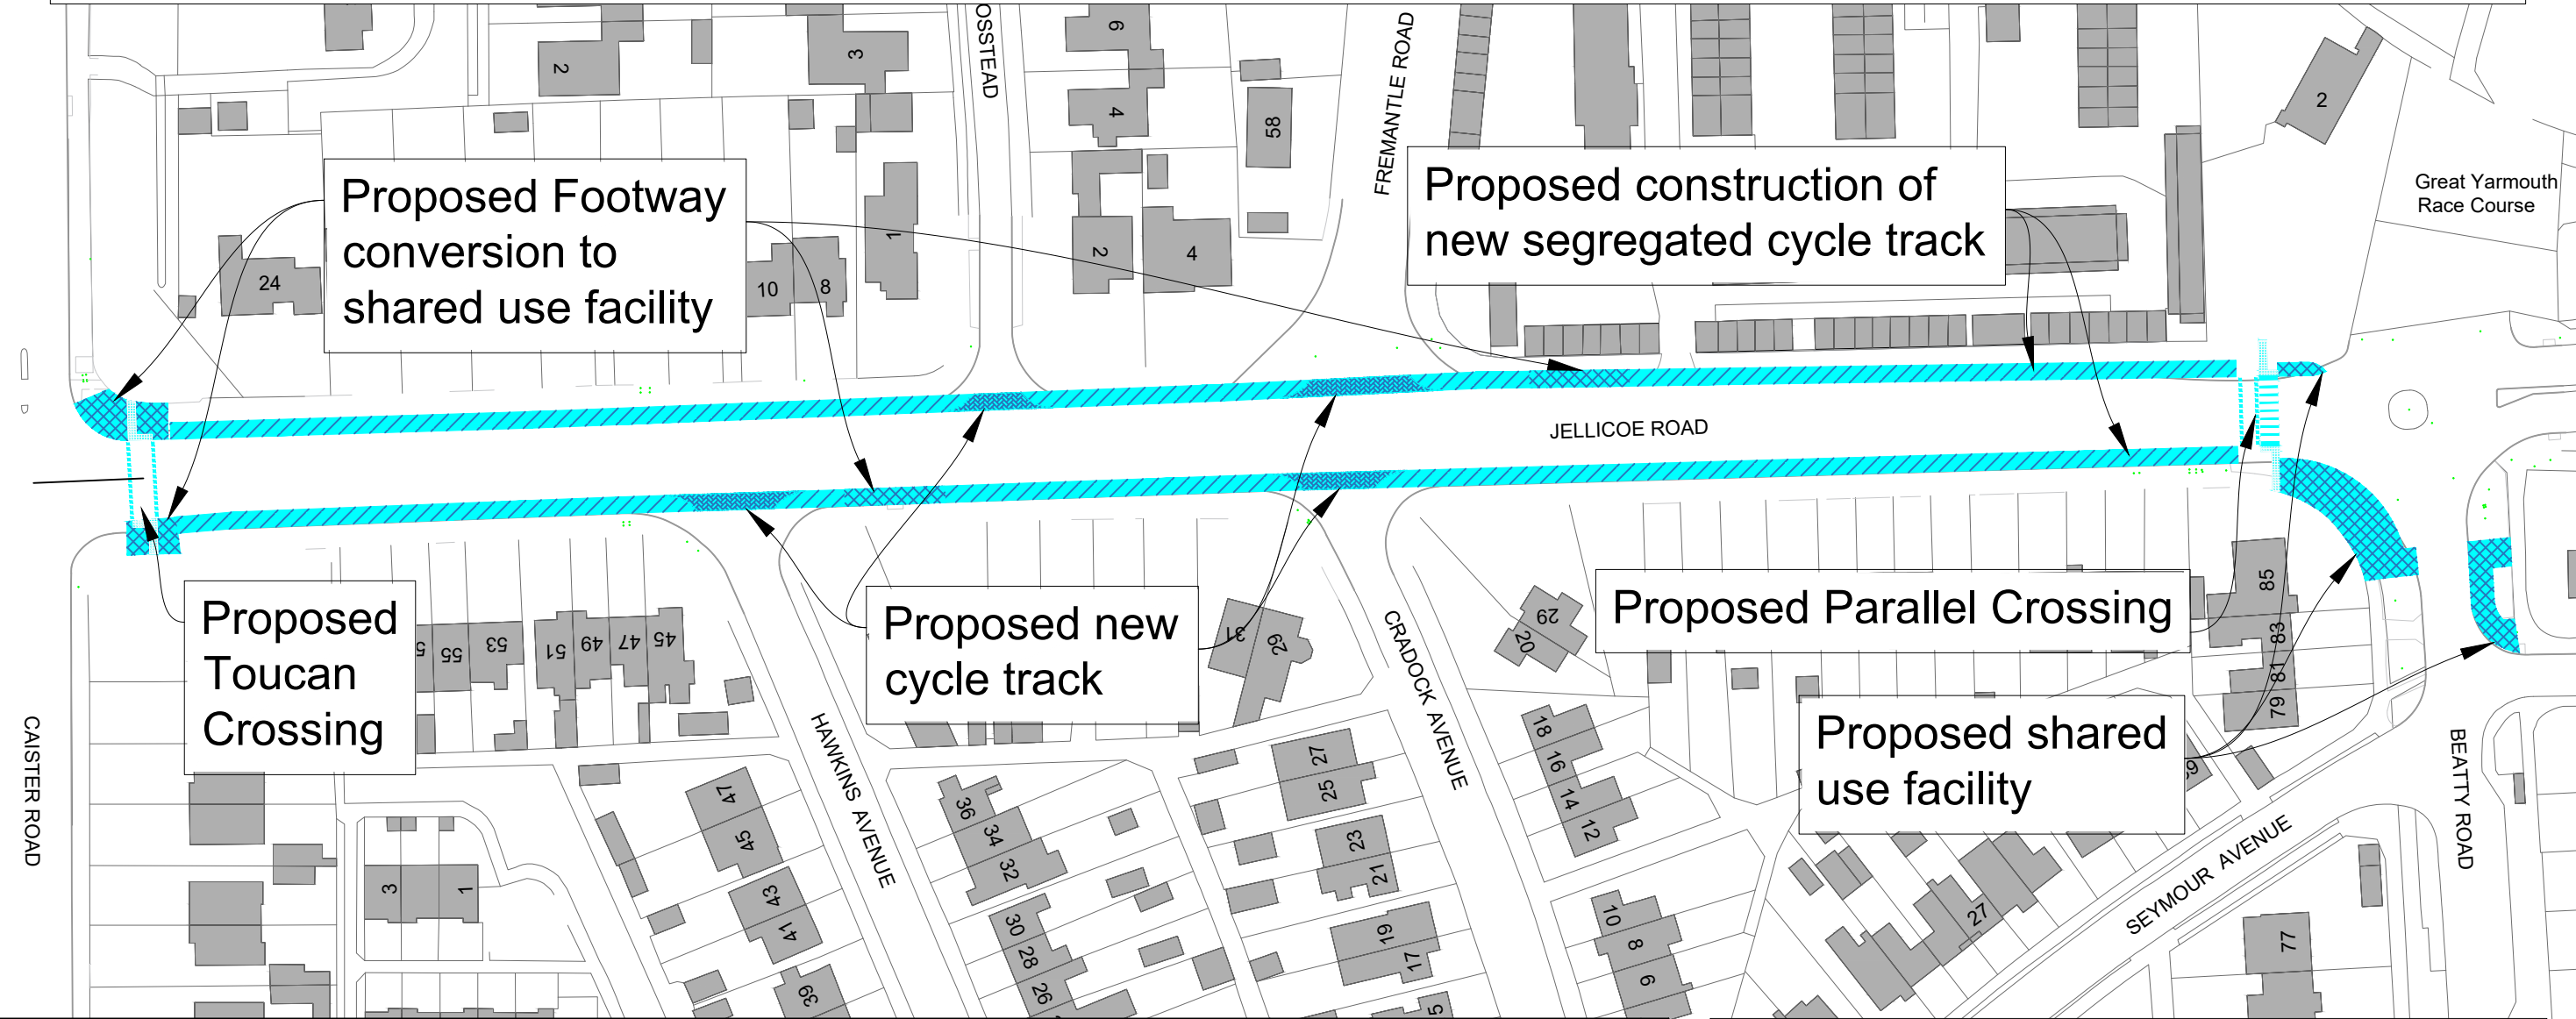 OSSTEAD
FREMANTLE ROAD
2
3
6
4
58
2
4
1
24
10
8
2
Great Yarmouth
Race Course
Proposed Footway
conversion to
shared use facility
Proposed construction of
new segregated cycle track
JELLICOE ROAD
Proposed
Toucan
Crossing
Proposed new
cycle track
Proposed Parallel Crossing
Proposed shared
use facility
CAISTER ROAD
HAWKINS AVENUE
CRADOCK AVENUE
SEYMOUR AVENUE
BEATTY ROAD
55
53
51
49
47
45
31
29
29
20
85
83
81
79
18
16
14
12
27
25
23
21
19
17
36
34
32
30
28
26
47
45
43
41
39
3
1
10
8
6
27
77
5